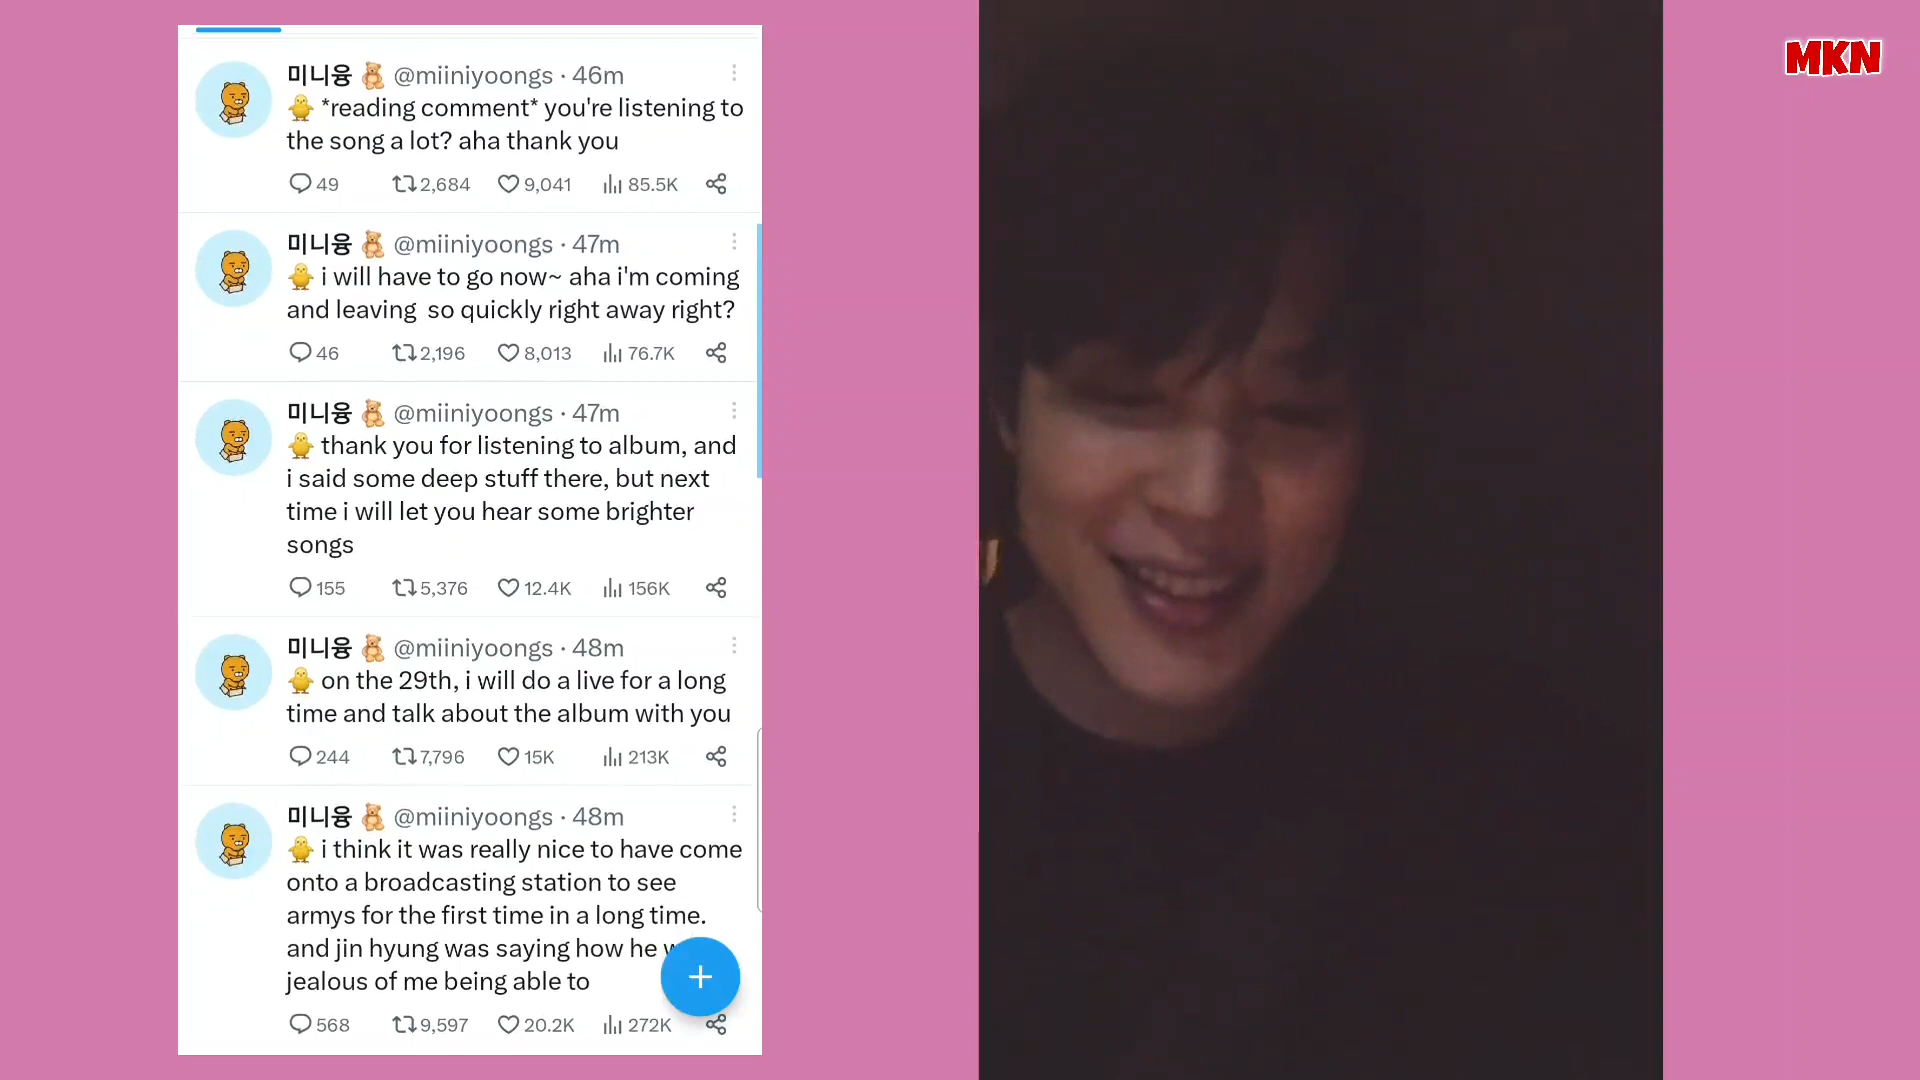 미니융 🧸 @miiniyoongs · 46m
🐥 *reading comment* you're listening to
the song a lot? aha thank you
49 2,684 9,041 85.5K
미니융 🧸 @miiniyoongs · 47m
🐥 i will have to go now~ aha i'm coming
and leaving  so quickly right away right?
46 2,196 8,013 76.7K
미니융 🧸 @miiniyoongs · 47m
🐥 thank you for listening to album, and
i said some deep stuff there, but next
time i will let you hear some brighter
songs
155 5,376 12.4K 156K
미니융 🧸 @miiniyoongs · 48m
🐥 on the 29th, i will do a live for a long
time and talk about the album with you
244 7,796 15K 213K
미니융 🧸 @miiniyoongs · 48m
🐥 i think it was really nice to have come
onto a broadcasting station to see
armys for the first time in a long time.
and jin hyung was saying how he
jealous of me being able to
568 9,597 20.2K 272K
MKN